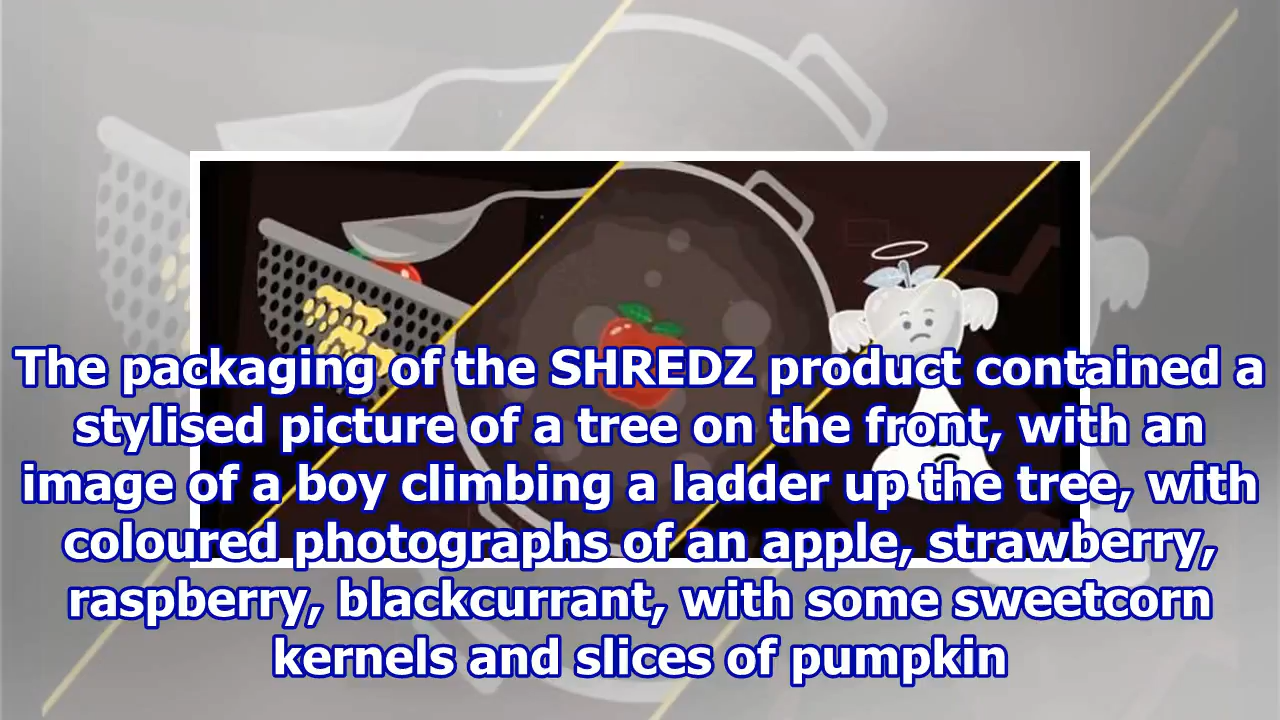 The packaging of the SHREDZ product contained a
stylised picture of a tree on the front, with an
image of a boy climbing a ladder up the tree, with
coloured photographs of an apple, strawberry,
raspberry, blackcurrant, with some sweetcorn
kernels and slices of pumpkin